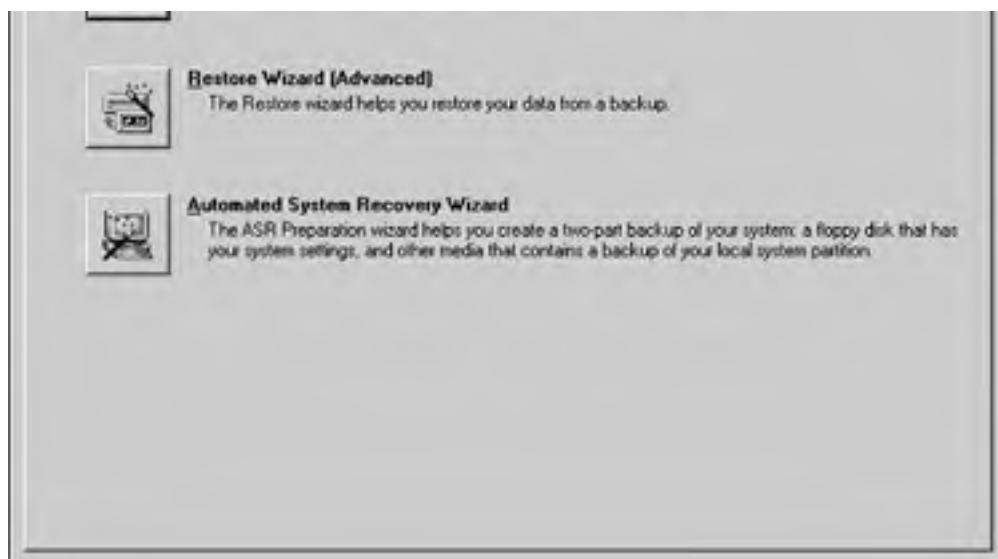 Restore Wizard (Advanced)
The Restore wizard helps you restore your data from a backup.
Automated System Recovery Wizard
The ASR Preparation wizard helps you create a two-part backup of your system: a floppy disk that has
your system settings, and other media that contains a backup of your local system partition.